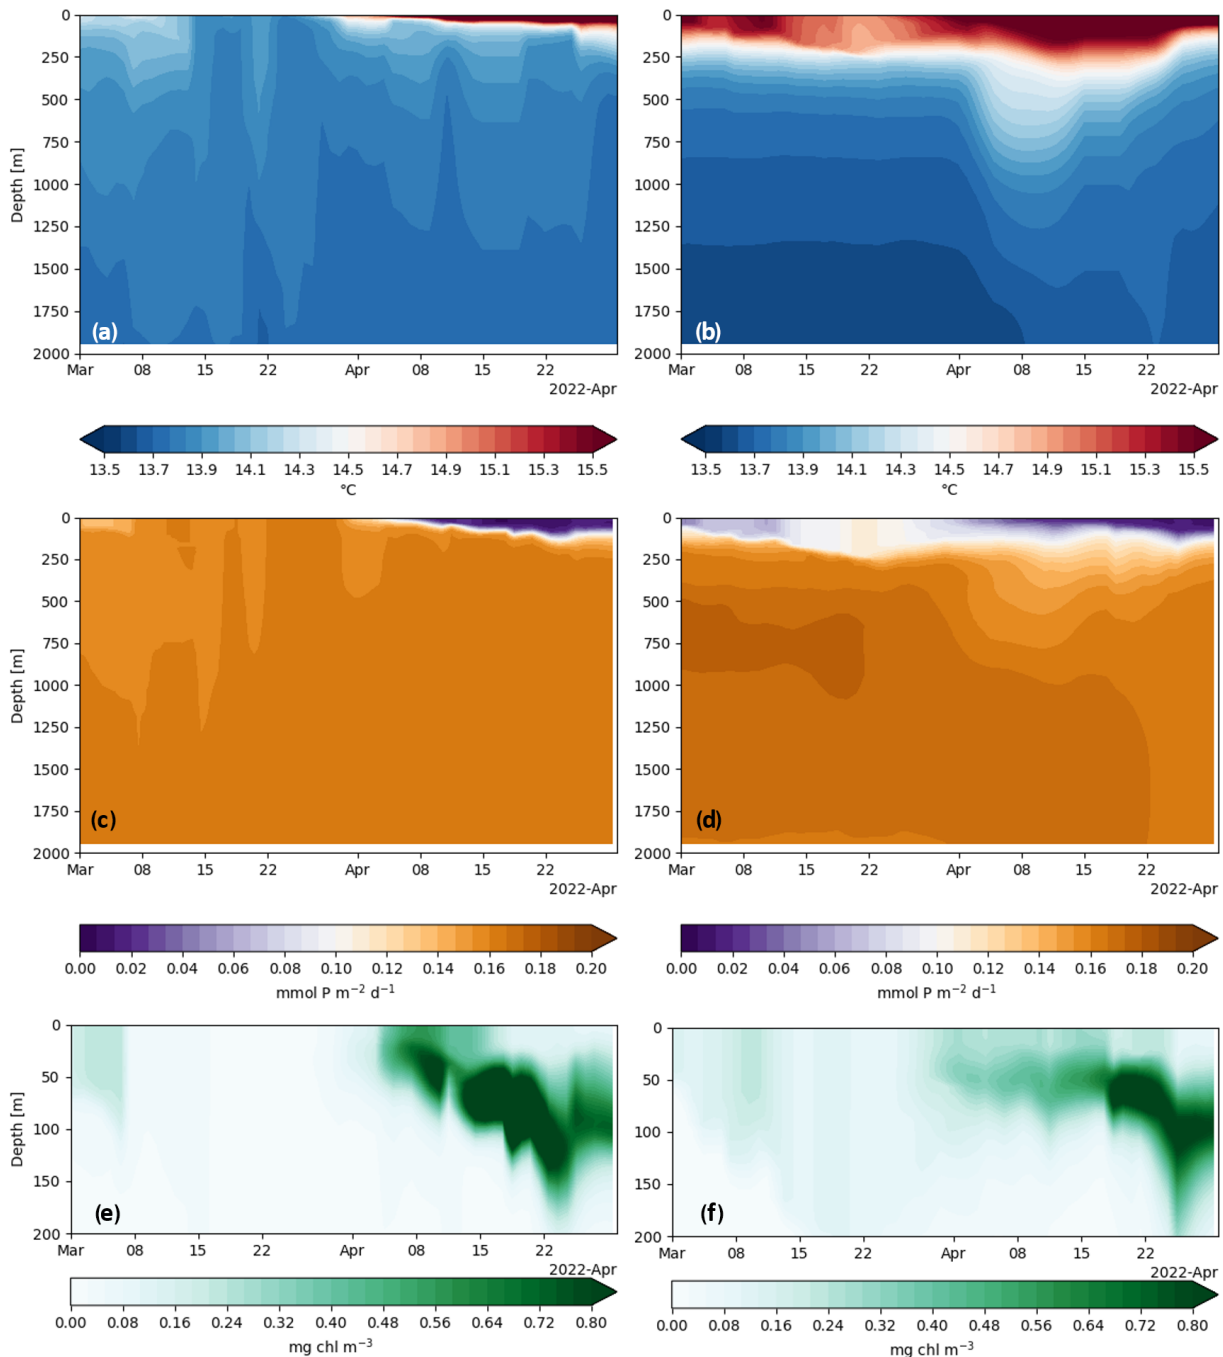 0
250
500
750
1000
1250
1500
1750
2000
Depth [m]
(a)
Mar 08 15 22 Apr 08 15 22
2022-Apr
13.5 13.7 13.9 14.1 14.3 14.5 14.7 14.9 15.1 15.3 15.5
°C
0
250
500
750
1000
1250
1500
1750
2000
(b)
Mar 08 15 22 Apr 08 15 22
2022-Apr
13.5 13.7 13.9 14.1 14.3 14.5 14.7 14.9 15.1 15.3 15.5
°C
0
250
500
750
1000
1250
1500
1750
2000
Depth [m]
(c)
Mar 08 15 22 Apr 08 15 22
2022-Apr
0.00 0.02 0.04 0.06 0.08 0.10 0.12 0.14 0.16 0.18 0.20
mmol P m⁻² d⁻¹
0
250
500
750
1000
1250
1500
1750
2000
(d)
Mar 08 15 22 Apr 08 15 22
2022-Apr
0.00 0.02 0.04 0.06 0.08 0.10 0.12 0.14 0.16 0.18 0.20
mmol P m⁻² d⁻¹
0
50
100
150
200
Depth [m]
(e)
Mar 08 15 22 Apr 08 15 22
2022-Apr
0.00 0.08 0.16 0.24 0.32 0.40 0.48 0.56 0.64 0.72 0.80
mg chl m⁻³
0
50
100
150
200
(f)
Mar 08 15 22 Apr 08 15 22
2022-Apr
0.00 0.08 0.16 0.24 0.32 0.40 0.48 0.56 0.64 0.72 0.80
mg chl m⁻³